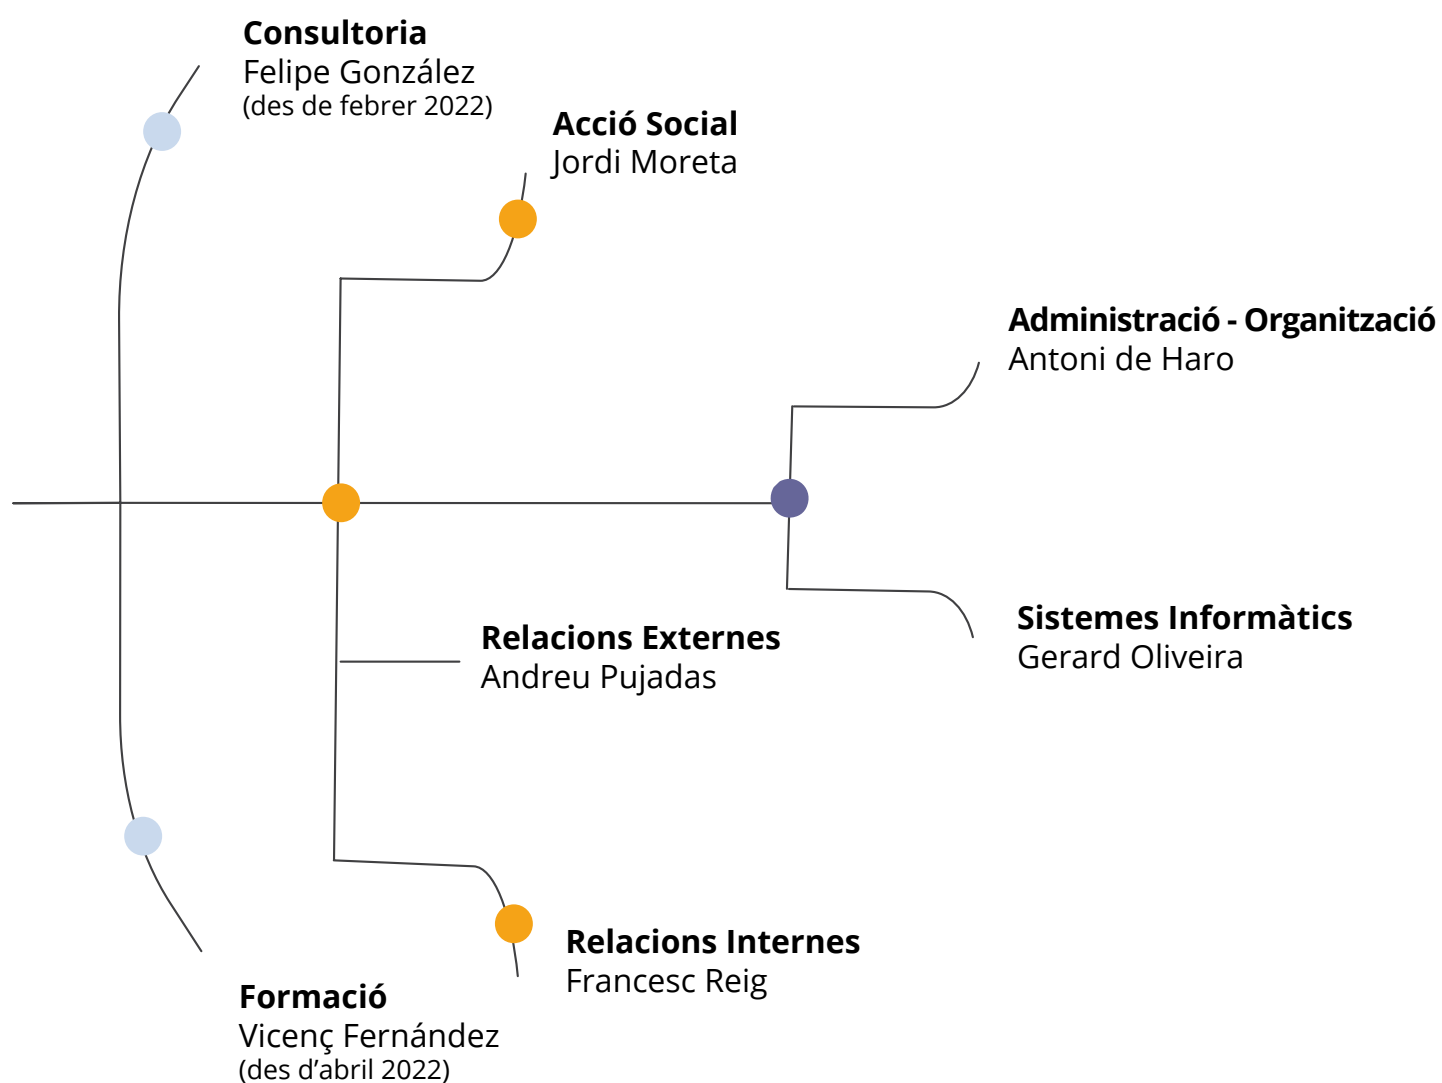 Consultoria
Felipe González
(des de febrer 2022)
Acció Social
Jordi Moreta
Administració - Organització
Antoni de Haro
Relacions Externes
Andreu Pujadas
Sistemes Informàtics
Gerard Oliveira
Relacions Internes
Francesc Reig
Formació
Vicenç Fernández
(des d’abril 2022)